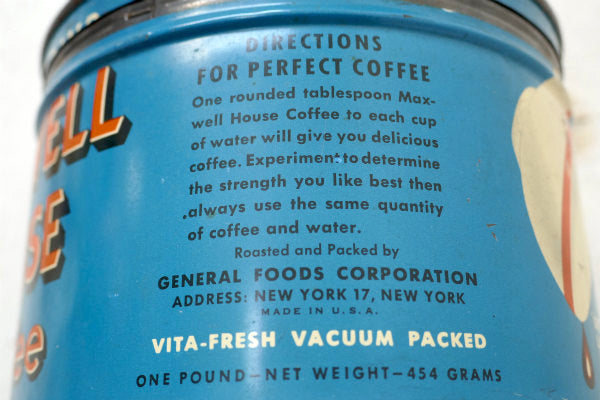 DIRECTIONS
FOR PERFECT COFFEE
One rounded tablespoon Max-
well House Coffee to each cup
of water will give you delicious
coffee. Experiment to determine
the strength you like best then
always use the same quantity
of coffee and water.
Roasted and Packed by
GENERAL FOODS CORPORATION
ADDRESS: NEW YORK 17, NEW YORK
MADE IN U.S.A.
VITA-FRESH VACUUM PACKED
ONE POUND—NET WEIGHT—454 GRAMS
ELL
SE
ee